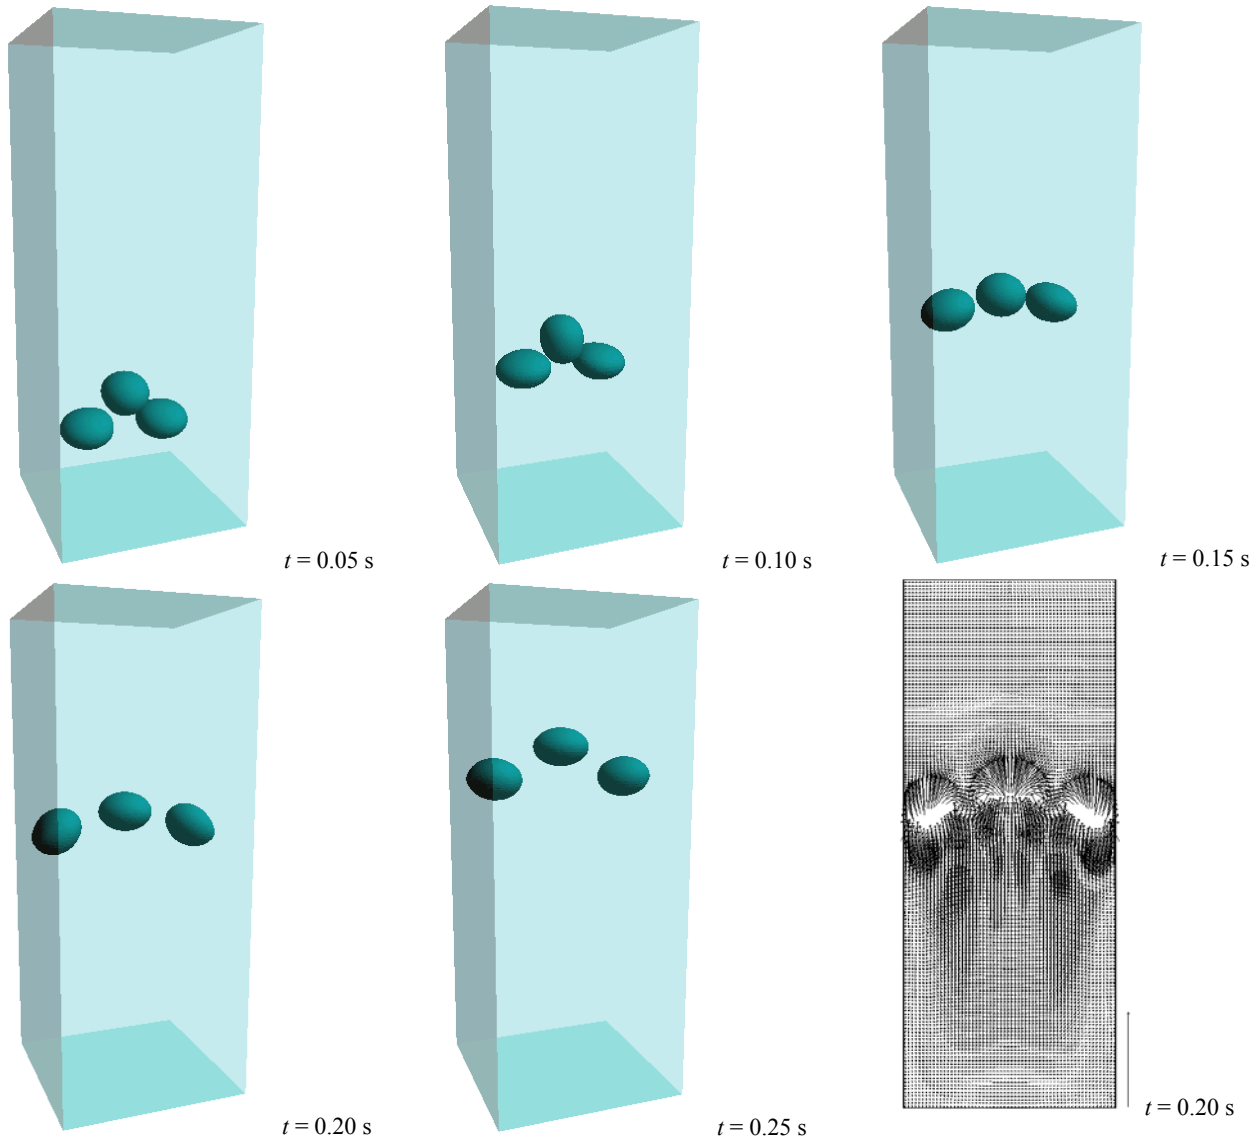 t = 0.05 s
t = 0.10 s
t = 0.15 s
t = 0.20 s
t = 0.25 s
t = 0.20 s